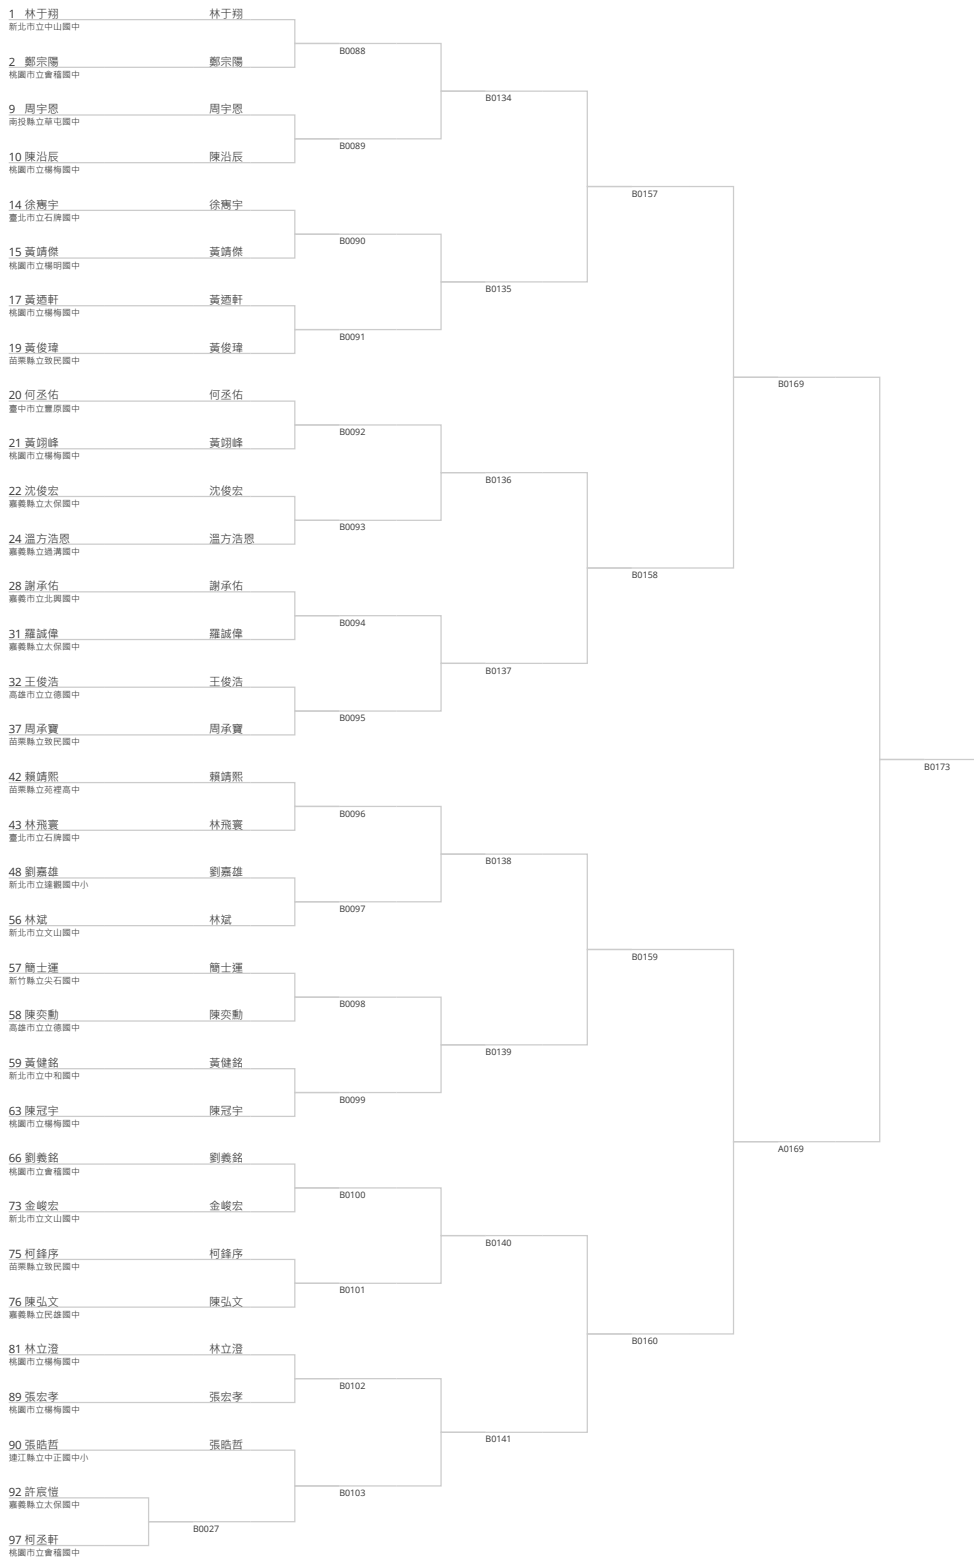 1 林于翔 林于翔
新北市立中山國中
B0088
2 鄭宗陽 鄭宗陽
桃園市立會稽國中
B0134
9 周宇恩 周宇恩
南投縣立草屯國中
B0089
10 陳沿辰 陳沿辰
桃園市立楊梅國中
B0157
14 徐懲宇 徐懲宇
臺北市立石牌國中
B0090
15 黃靖傑 黃靖傑
桃園市立楊明國中
B0135
17 黃迺軒 黃迺軒
桃園市立楊梅國中
B0091
19 黃俊瑋 黃俊瑋
苗栗縣立致民國中
B0169
20 何丞佑 何丞佑
臺中市立豐原國中
B0092
21 黃翊峰 黃翊峰
桃園市立楊梅國中
B0136
22 沈俊宏 沈俊宏
嘉義縣立太保國中
B0093
24 溫方浩恩 溫方浩恩
嘉義縣立過溝國中
B0158
28 謝承佑 謝承佑
嘉義市立北興國中
B0094
31 羅誠偉 羅誠偉
嘉義縣立太保國中
B0137
32 王俊浩 王俊浩
高雄市立立德國中
B0095
37 周承寶 周承寶
苗栗縣立致民國中
B0173
42 賴靖熙 賴靖熙
苗栗縣立苑裡高中
B0096
43 林飛寰 林飛寰
臺北市立石牌國中
B0138
48 劉嘉雄 劉嘉雄
新北市立達觀國中小
B0097
56 林斌 林斌
新北市立文山國中
B0159
57 簡士運 簡士運
新竹縣立尖石國中
B0098
58 陳奕勳 陳奕勳
高雄市立立德國中
B0139
59 黃健銘 黃健銘
新北市立中和國中
B0099
63 陳冠宇 陳冠宇
桃園市立楊梅國中
A0169
66 劉義銘 劉義銘
桃園市立會稽國中
B0100
73 金峻宏 金峻宏
新北市立文山國中
B0140
75 柯鋒序 柯鋒序
苗栗縣立致民國中
B0101
76 陳弘文 陳弘文
嘉義縣立民雄國中
B0160
81 林立澄 林立澄
桃園市立楊梅國中
B0102
89 張宏孝 張宏孝
桃園市立楊梅國中
B0141
90 張皓哲 張皓哲
連江縣立中正國中小
B0103
92 許宸愷
嘉義縣立太保國中
B0027
97 柯丞軒
桃園市立會稽國中